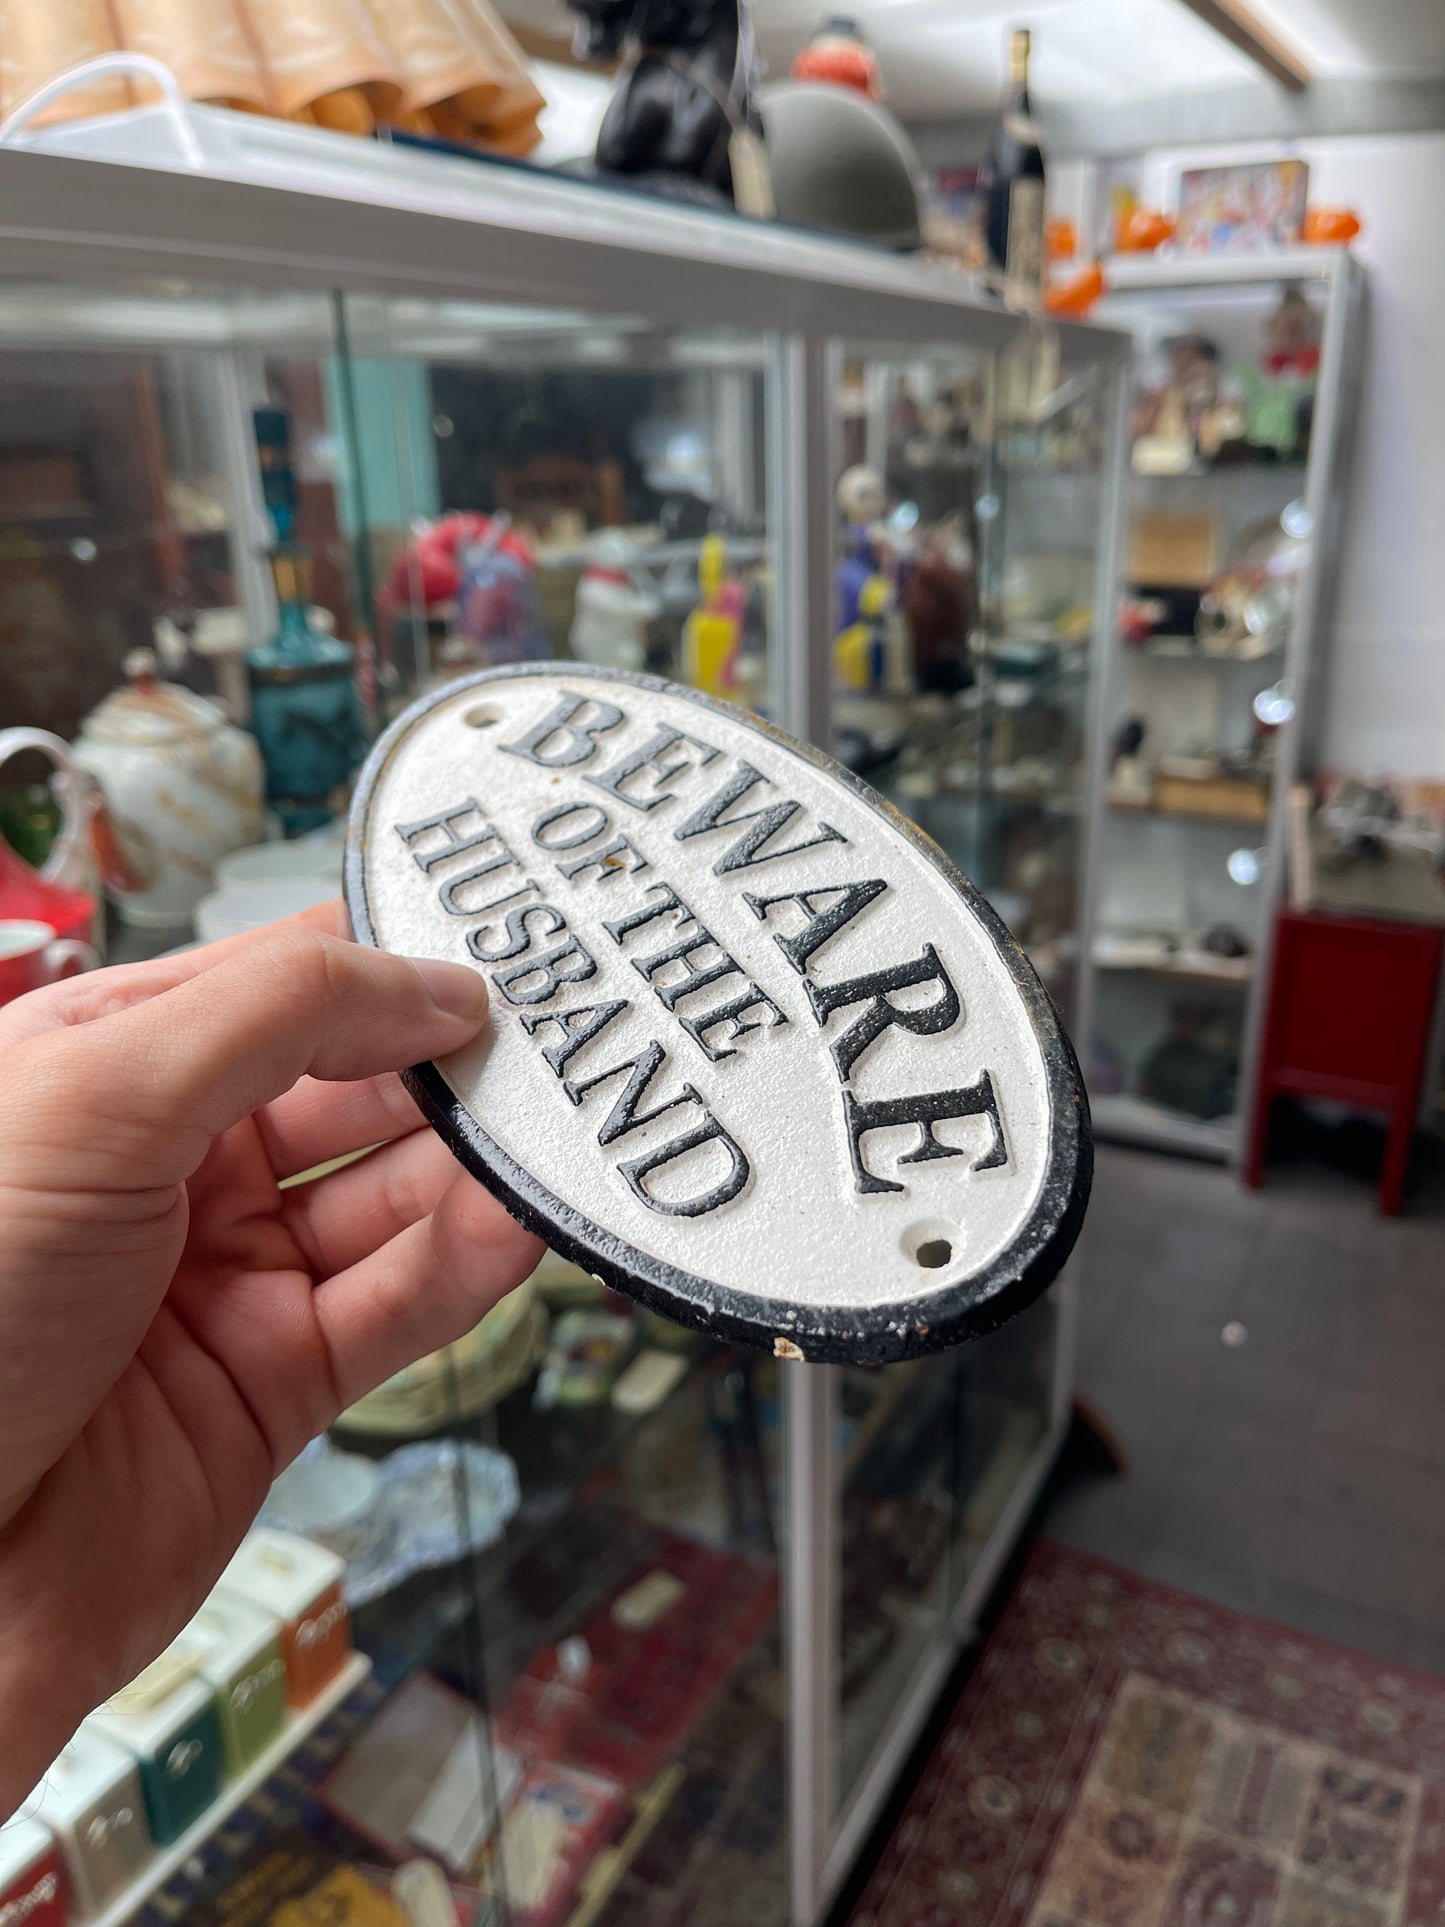 BEWARE
OF THE
HUSBAND